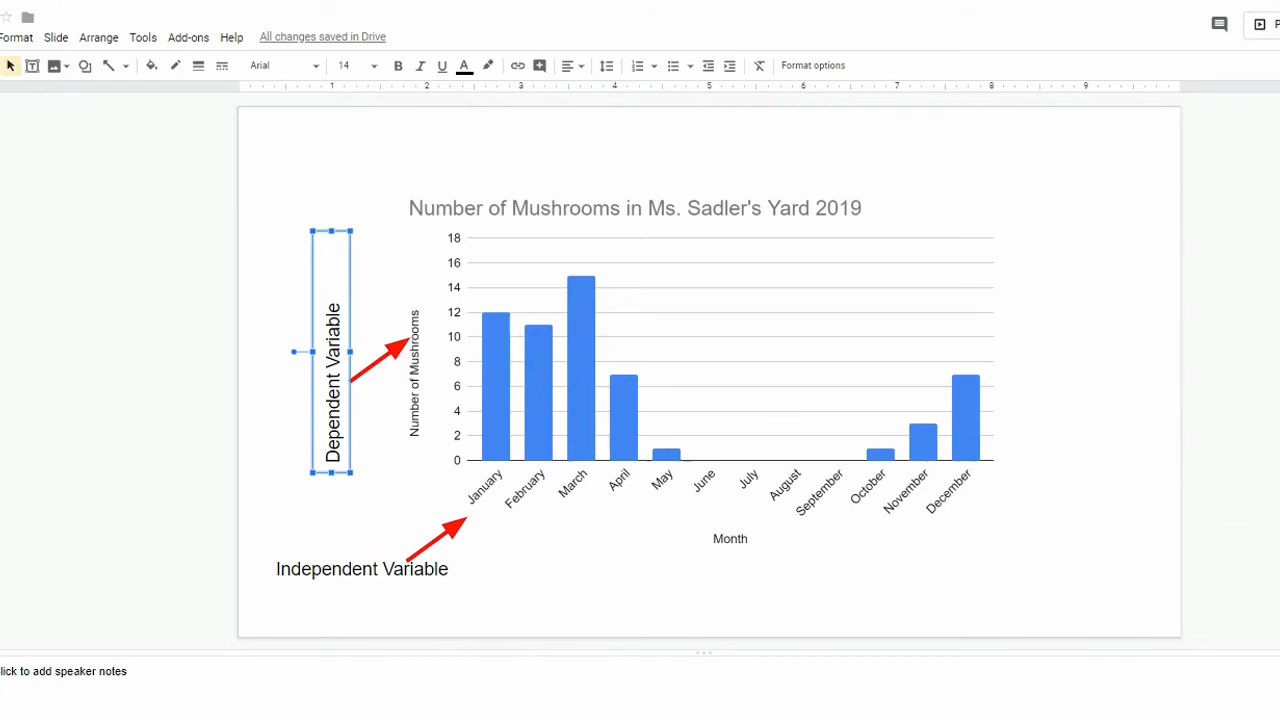 Format Slide Arrange Tools Add-ons Help All changes saved in Drive
Arial 14 B I U A Format options
1 2 3 4 5 6 7 8 9
Number of Mushrooms in Ms. Sadler's Yard 2019
18
16
14
12
10
8
6
4
2
0
Number of Mushrooms
Dependent Variable
January February March April May June July August September October November December
Month
Independent Variable
lick to add speaker notes